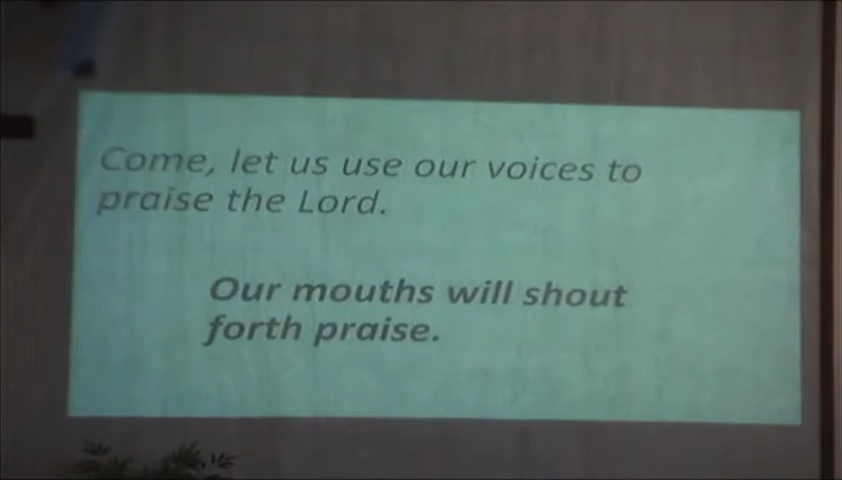 Come, let us use our voices to
praise the Lord.
Our mouths will shout
forth praise.